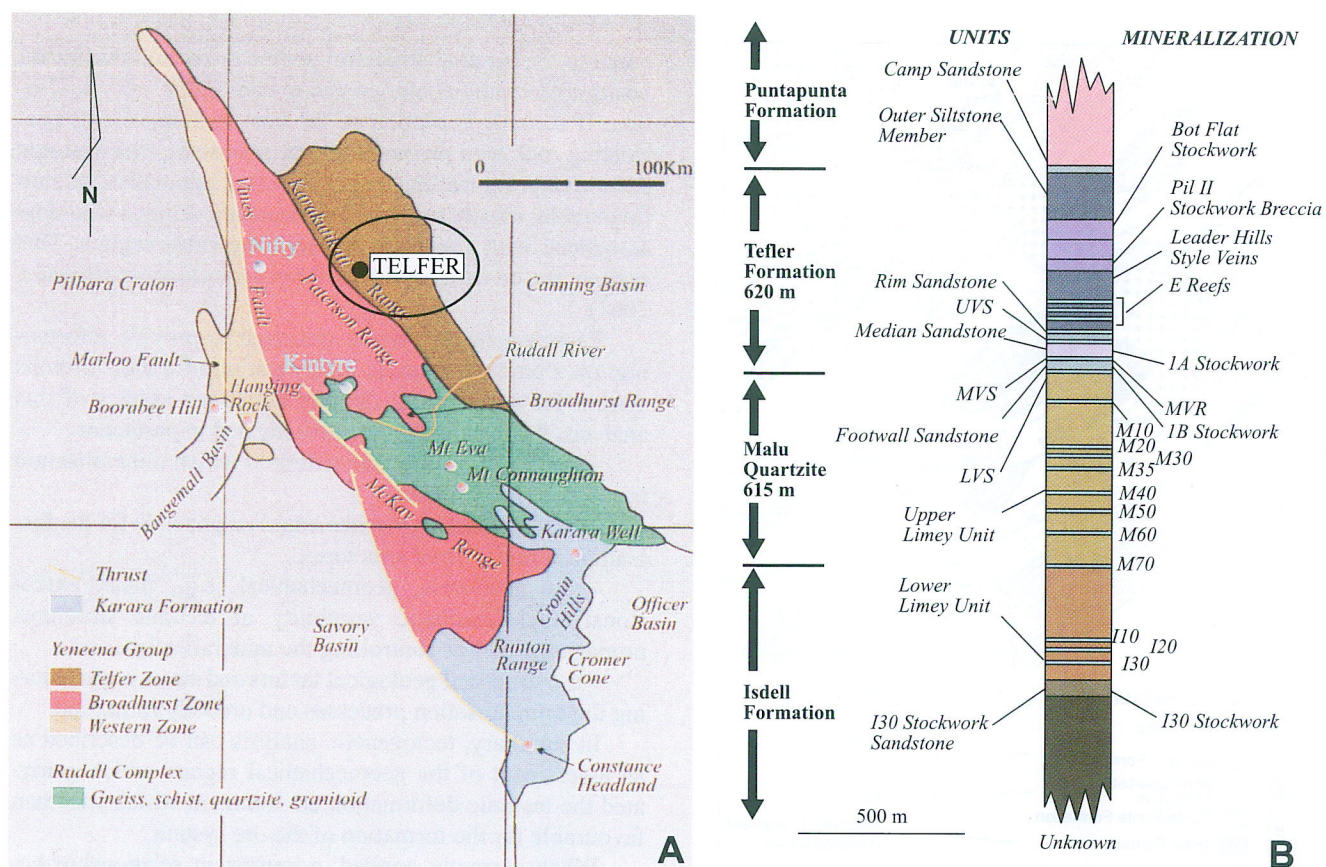 N
0 100Km
Karakutikati
Range
Vines
Fault
Nifty
TELFER
Paterson Range
Pilbara Craton
Canning Basin
Marloo Fault
Kintyre
Rudall River
Hanging
Rock
Boorabee Hill
Broadhurst Range
Bangemall Basin
Mt Eva
Mt Connaughton
McKay
Range
Karara Well
Thrust
Karara Formation
Cronin
Hills
Officer
Basin
Savory
Basin
Runton
Range
Cromer
Cone
Yeneena Group
Telfer Zone
Broadhurst Zone
Western Zone
Constance
Headland
Rudall Complex
Gneiss, schist, quartzite, granitoid
A
UNITS
MINERALIZATION
Puntapunta
Formation
Camp Sandstone
Outer Siltstone
Member
Bot Flat
Stockwork
Pil II
Stockwork Breccia
Tefler
Formation
620 m
Leader Hills
Style Veins
Rim Sandstone
E Reefs
UVS
Median Sandstone
1A Stockwork
MVS
MVR
Footwall Sandstone
1B Stockwork
LVS
Malu
Quartzite
615 m
M10
M20
M30
M35
M40
Upper
Limey Unit
M50
M60
M70
Lower
Limey Unit
I10
I20
I30
Isdell
Formation
I30 Stockwork
Sandstone
I30 Stockwork
500 m
Unknown
B